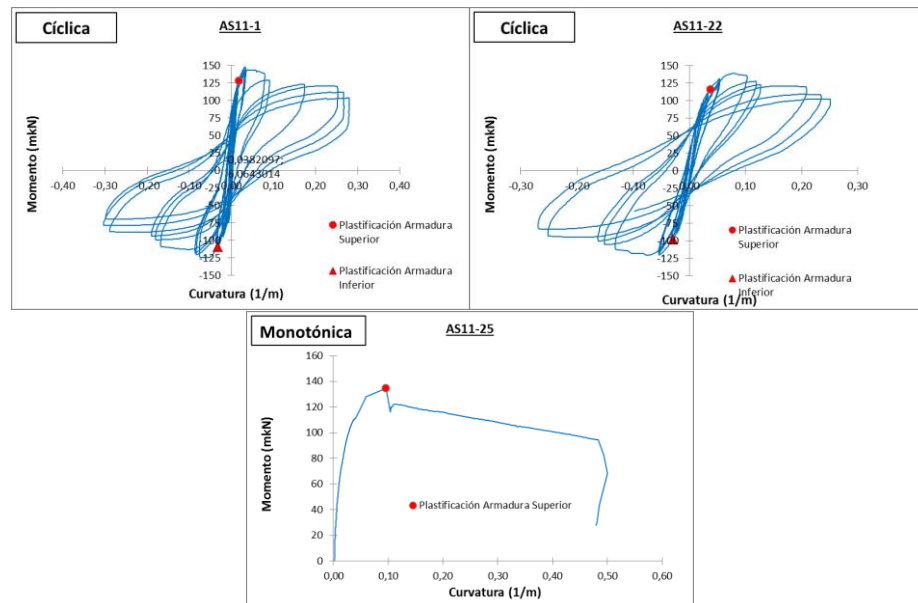 Cíclica
AS11-1
150
125
100
75
50
25
0
-25
-50
-75
-100
-125
-150
-0,40
-0,30
-0,20
-0,10
0,00
0,10
0,20
0,30
0,40
Momento (mkN)
Curvatura (1/m)
Plastificación Armadura
Superior
Plastificación Armadura
Inferior
Cíclica
AS11-22
150
125
100
75
50
25
0
-25
-50
-75
-100
-125
-150
-0,30
-0,20
-0,10
0,00
0,10
0,20
0,30
Momento (mkN)
Curvatura (1/m)
Plastificación Armadura
Superior
Plastificación Armadura
Inferior
Monotónica
AS11-25
160
140
120
100
80
60
40
20
0
0,00
0,10
0,20
0,30
0,40
0,50
0,60
Momento (mkN)
Curvatura (1/m)
Plastificación Armadura Superior